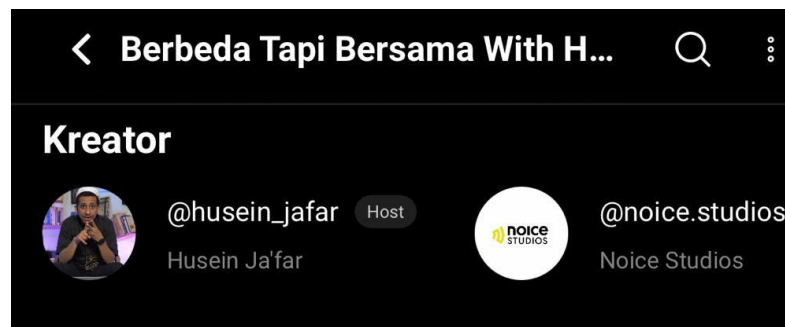 Berbeda Tapi Bersama With H...
Kreator
@husein_jafar Host
Husein Ja'far
noice
STUDIOS
@noice.studios
Noice Studios